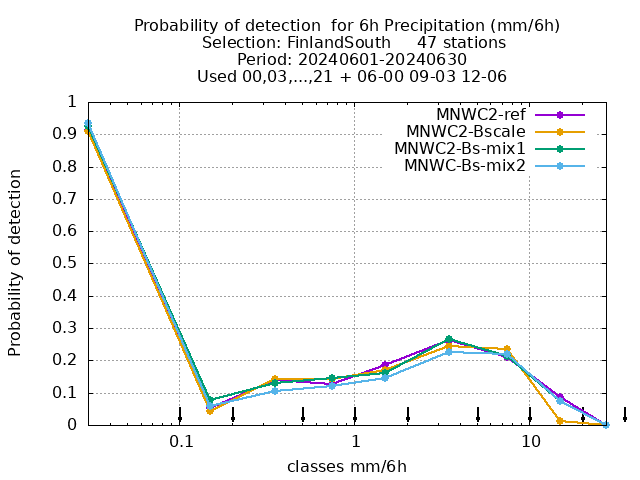 Probability of detection  for 6h Precipitation (mm/6h)
Selection: FinlandSouth     47 stations
Period: 20240601-20240630
Used 00,03,...,21 + 06-00 09-03 12-06
MNWC2-ref
MNWC2-Bscale
MNWC2-Bs-mix1
MNWC-Bs-mix2
Probability of detection
1
0.9
0.8
0.7
0.6
0.5
0.4
0.3
0.2
0.1
0
0.1 1 10
classes mm/6h